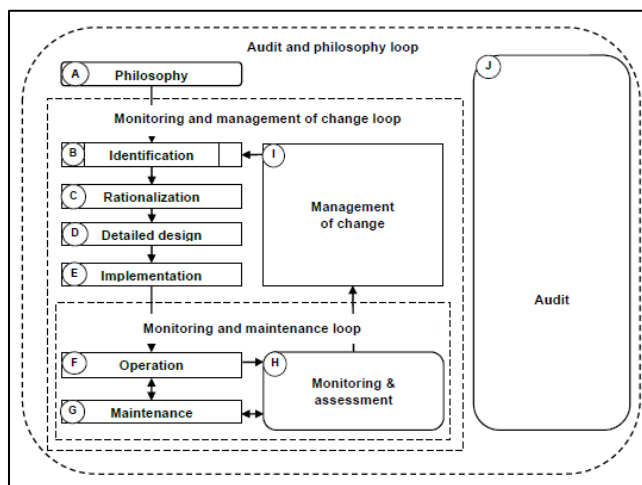 Audit and philosophy loop
A Philosophy
J
Monitoring and management of change loop
B Identification
I
C Rationalization
Management
of change
D Detailed design
E Implementation
Audit
Monitoring and maintenance loop
F Operation
H
Monitoring &
assessment
G Maintenance